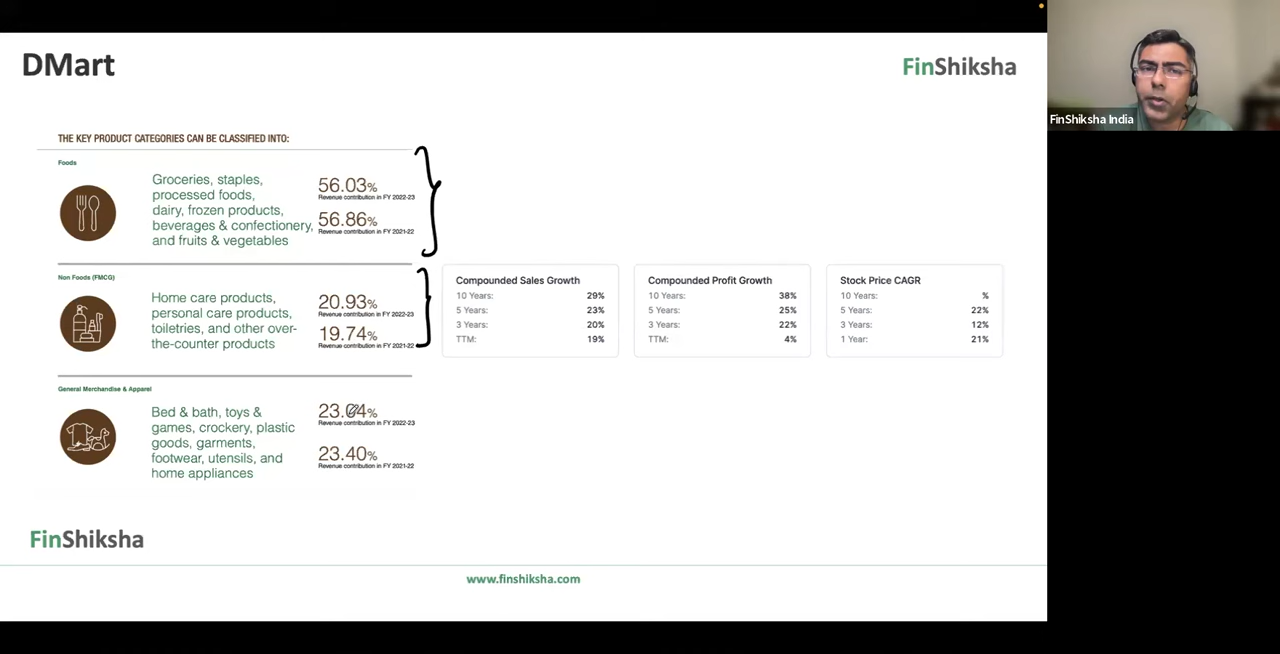 DMart
FinShiksha
FinShiksha India
THE KEY PRODUCT CATEGORIES CAN BE CLASSIFIED INTO:
Foods
Groceries, staples,
processed foods,
dairy, frozen products,
beverages & confectionery,
and fruits & vegetables
56.03%
Revenue contribution in FY 2022-23
56.86%
Revenue contribution in FY 2021-22
Non Foods (FMCG)
Home care products,
personal care products,
toiletries, and other over-
the-counter products
20.93%
Revenue contribution in FY 2022-23
19.74%
Revenue contribution in FY 2021-22
General Merchandise & Apparel
Bed & bath, toys &
games, crockery, plastic
goods, garments,
footwear, utensils, and
home appliances
23.04%
Revenue contribution in FY 2022-23
23.40%
Revenue contribution in FY 2021-22
Compounded Sales Growth
10 Years: 29%
5 Years: 23%
3 Years: 20%
TTM: 19%
Compounded Profit Growth
10 Years: 38%
5 Years: 25%
3 Years: 22%
TTM: 4%
Stock Price CAGR
10 Years: %
5 Years: 22%
3 Years: 12%
1 Year: 21%
FinShiksha
www.finshiksha.com